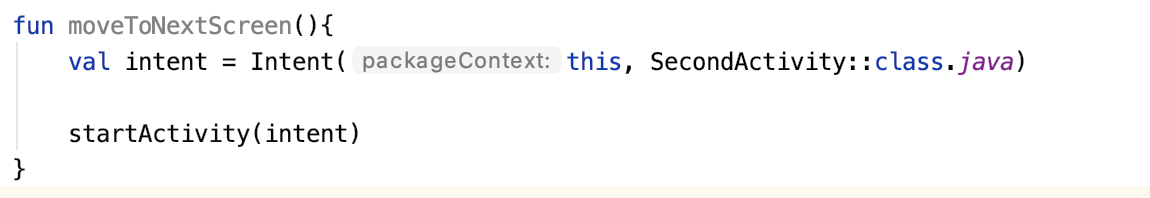 fun moveToNextScreen(){
    val intent = Intent( packageContext: this, SecondActivity::class.java)
    startActivity(intent)
}